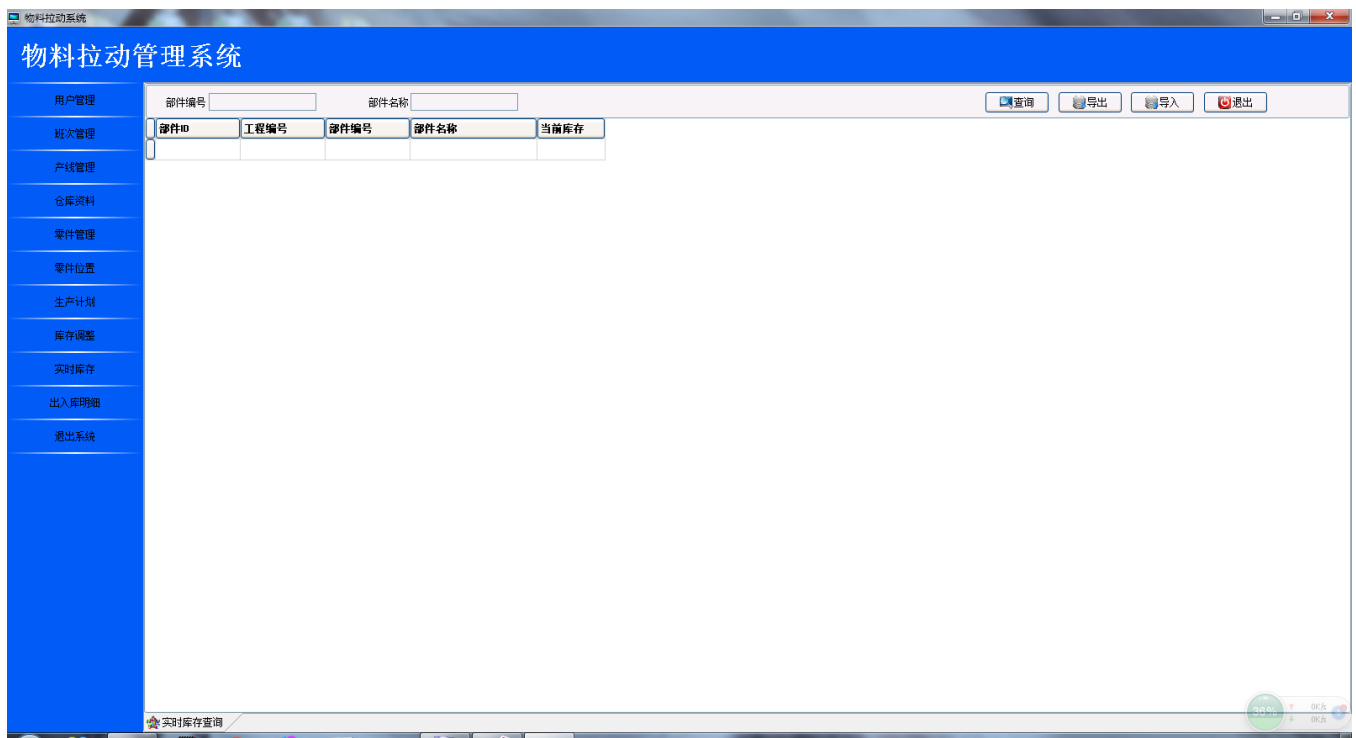 物料拉动系统
物料拉动管理系统
用户管理
班次管理
产线管理
仓库资料
零件管理
零件位置
生产计划
库存调整
实时库存
出入库明细
退出系统
部件编号 部件名称 查询 导出 导入 退出
部件ID 工程编号 部件编号 部件名称 当前库存
实时库存查询
36% 0K/s
0K/s